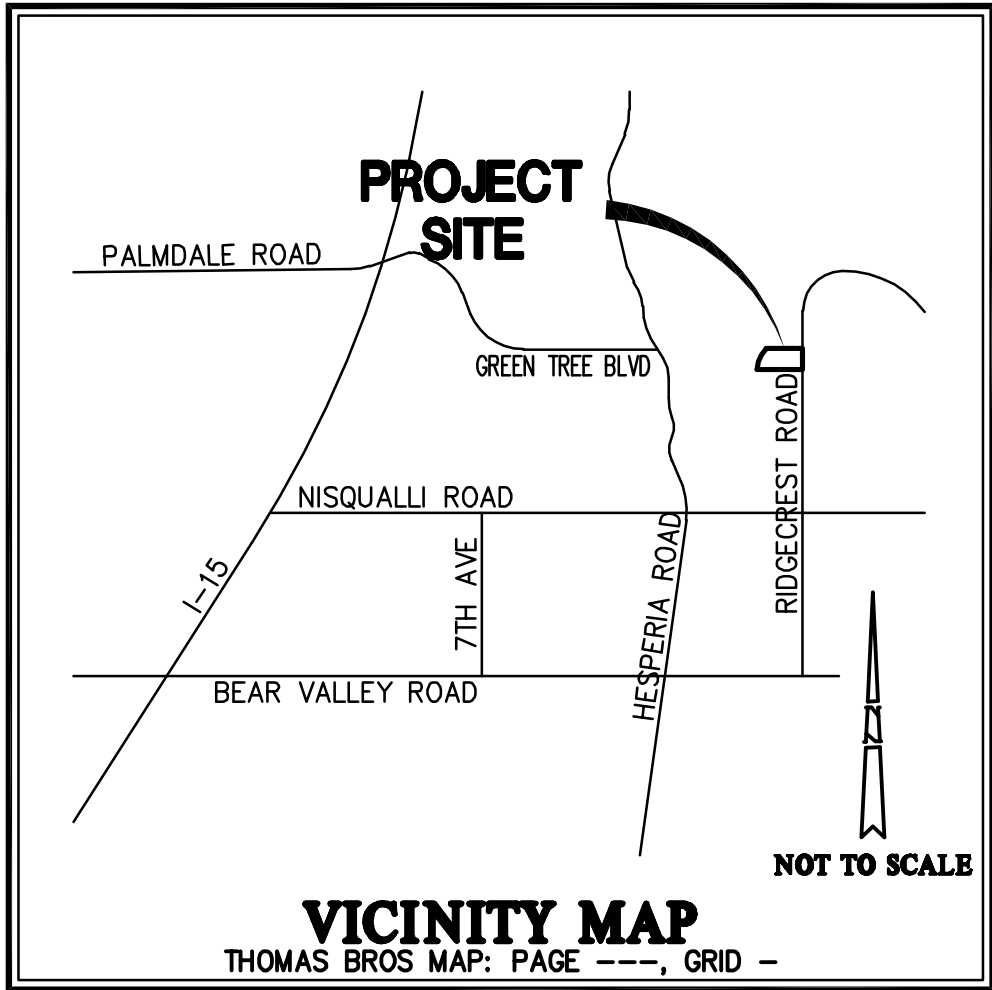 PROJECT
SITE
PALMDALE ROAD
GREEN TREE BLVD
RIDGECREST ROAD
NISQUALLI ROAD
I-15
7TH AVE
HESPERIA ROAD
BEAR VALLEY ROAD
N
NOT TO SCALE
VICINITY MAP
THOMAS BROS MAP: PAGE ---, GRID -